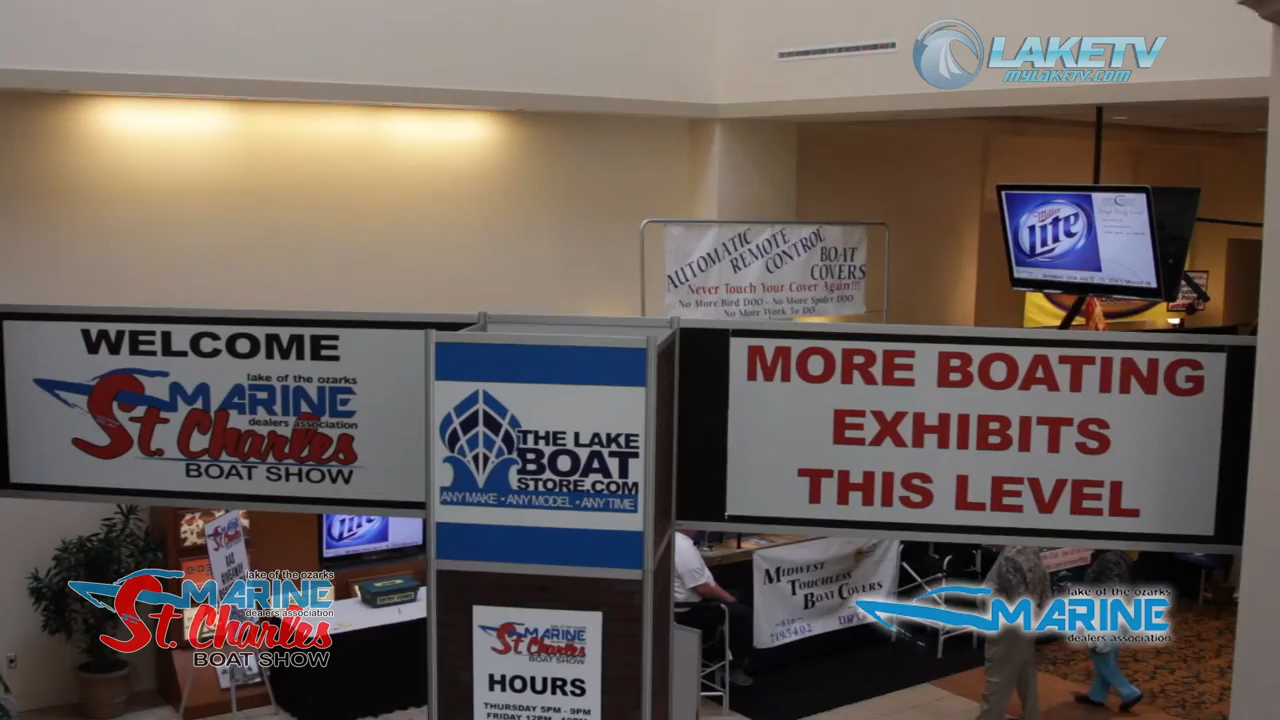 LAKETV
MYLAKETV.COM
Miller
Lite
AUTOMATIC
REMOTE
CONTROL
BOAT
COVERS
Never Touch Your Cover Again!!!
No More Bird DOO - No More Spider DOO
No More Work To DO
WELCOME
lake of the ozarks
MARINE
dealers association
St. Charles
BOAT SHOW
THE LAKE
BOAT
STORE.COM
ANY MAKE • ANY MODEL • ANY TIME
MORE BOATING
EXHIBITS
THIS LEVEL
Lite
MIDWEST
TOUCHLESS
BOAT COVERS
lake of the ozarks
MARINE
dealers association
St. Charles
BOAT SHOW
MARINE
St. Charles
BOAT SHOW
HOURS
THURSDAY 5PM - 9PM
lake of the ozarks
MARINE
dealers association